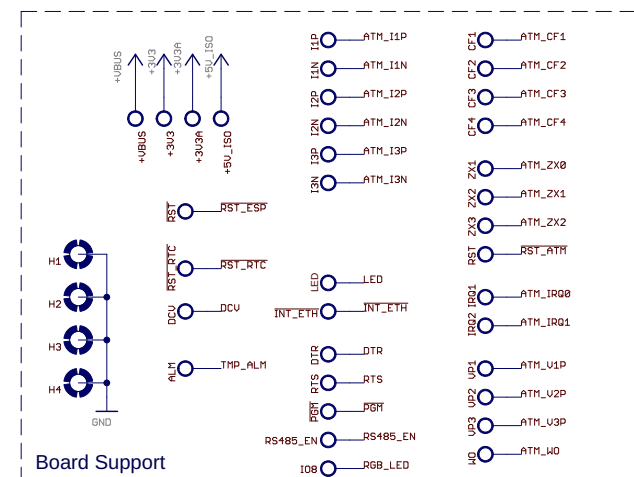 +VBUS
+3V3
+3V3A
+5V_ISO
+VBUS
+3V3
+3V3A
+5V_ISO
RST RST_ESP
RST_RTC RST_RTC
DCV DCV
ALM TMP_ALM
H1
H2
H3
H4
GND
I1P ATM_I1P
I1N ATM_I1N
I2P ATM_I2P
I2N ATM_I2N
I3P ATM_I3P
I3N ATM_I3N
LED LED
INT_ETH INT_ETH
DTR DTR
RTS RTS
PGM PGM
RS485_EN RS485_EN
IO8 RGB_LED
CF1 ATM_CF1
CF2 ATM_CF2
CF3 ATM_CF3
CF4 ATM_CF4
ZX1 ATM_ZX0
ZX2 ATM_ZX1
ZX3 ATM_ZX2
RST RST_ATM
IRQ1 ATM_IRQ0
IRQ2 ATM_IRQ1
VP1 ATM_V1P
VP2 ATM_V2P
VP3 ATM_V3P
WO ATM_WO
Board Support